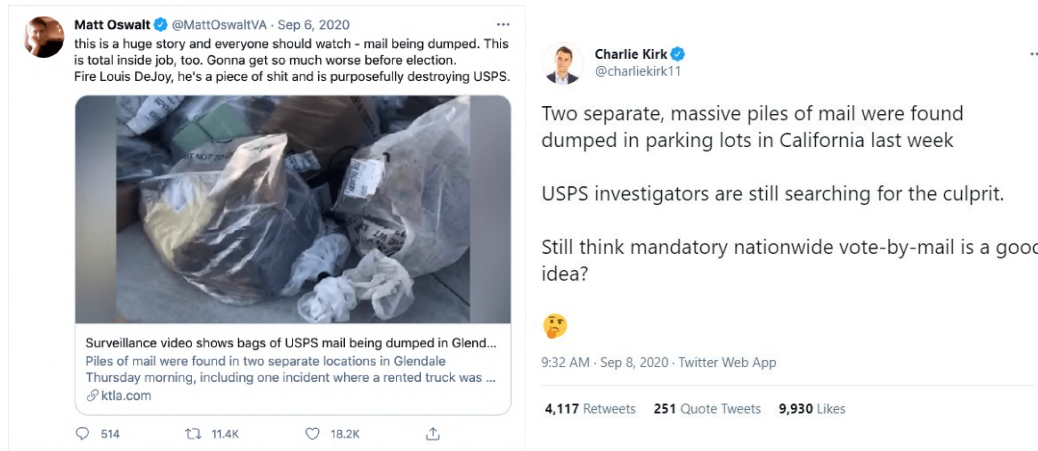 Matt Oswalt @MattOswaltVA · Sep 6, 2020
this is a huge story and everyone should watch - mail being dumped. This
is total inside job, too. Gonna get so much worse before election.
Fire Louis DeJoy, he's a piece of shit and is purposefully destroying USPS.
Surveillance video shows bags of USPS mail being dumped in Glend...
Piles of mail were found in two separate locations in Glendale
Thursday morning, including one incident where a rented truck was ...
ktla.com
514 11.4K 18.2K
Charlie Kirk
@charliekirk11
Two separate, massive piles of mail were found
dumped in parking lots in California last week
USPS investigators are still searching for the culprit.
Still think mandatory nationwide vote-by-mail is a good
idea?
9:32 AM · Sep 8, 2020 · Twitter Web App
4,117 Retweets 251 Quote Tweets 9,930 Likes